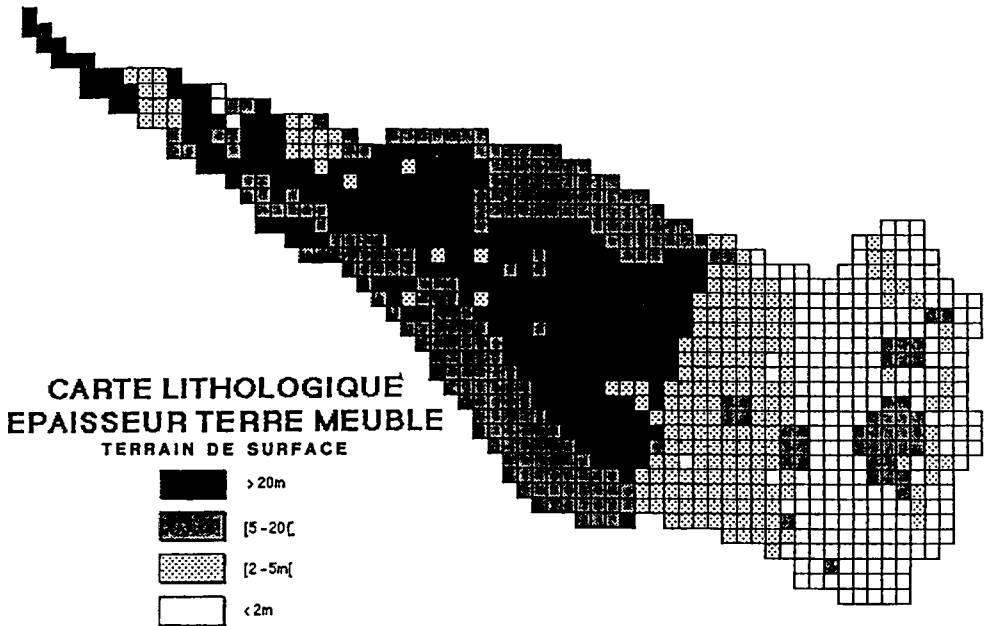 CARTE LITHOLOGIQUE
EPAISSEUR TERRE MEUBLE
TERRAIN DE SURFACE
> 20m
[5-20[
[2-5m[
< 2m